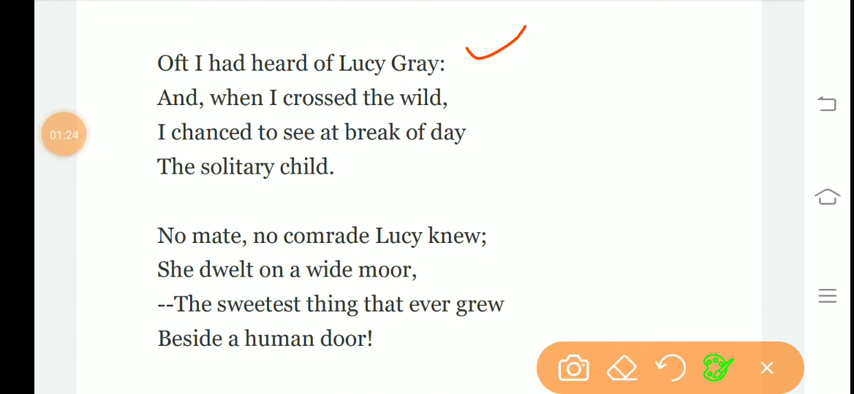 Oft I had heard of Lucy Gray:
And, when I crossed the wild,
I chanced to see at break of day
The solitary child.
No mate, no comrade Lucy knew;
She dwelt on a wide moor,
--The sweetest thing that ever grew
Beside a human door!
01:24